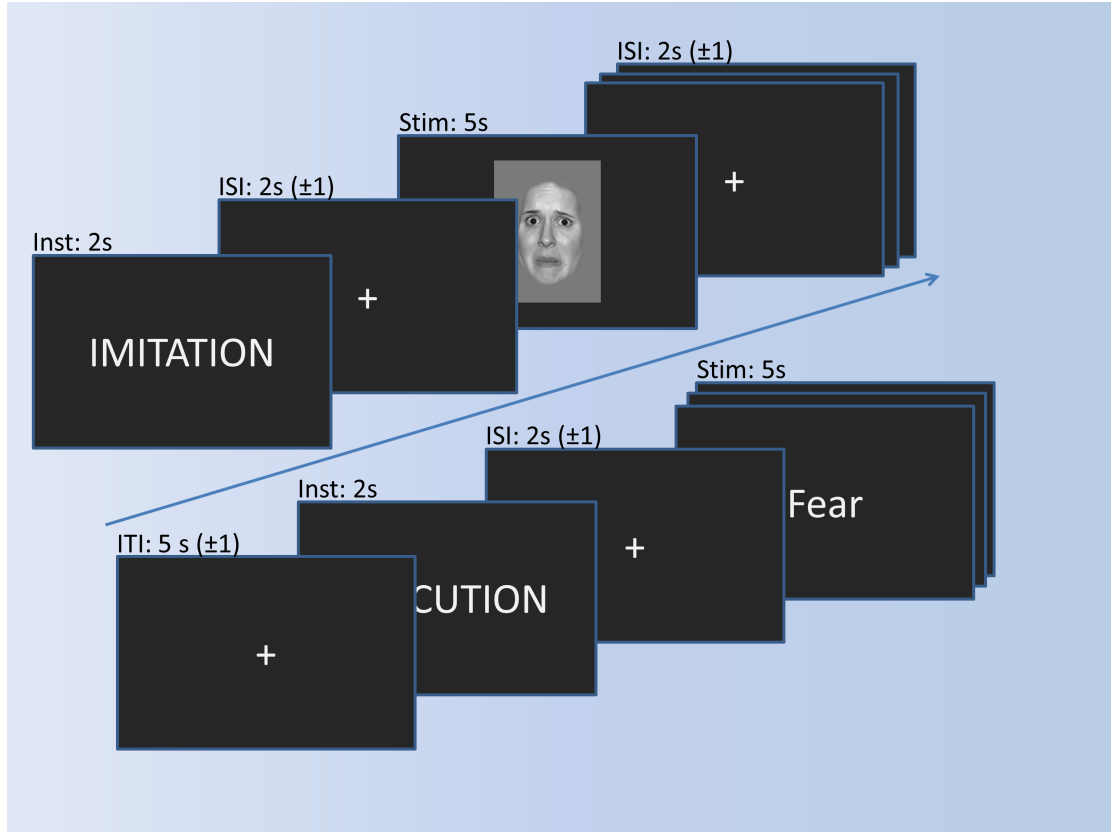 ISI: 2s (±1)
Stim: 5s
+
ISI: 2s (±1)
Inst: 2s
+
IMITATION
Stim: 5s
ISI: 2s (±1)
Inst: 2s
Fear
ITI: 5 s (±1)
+
CUTION
+